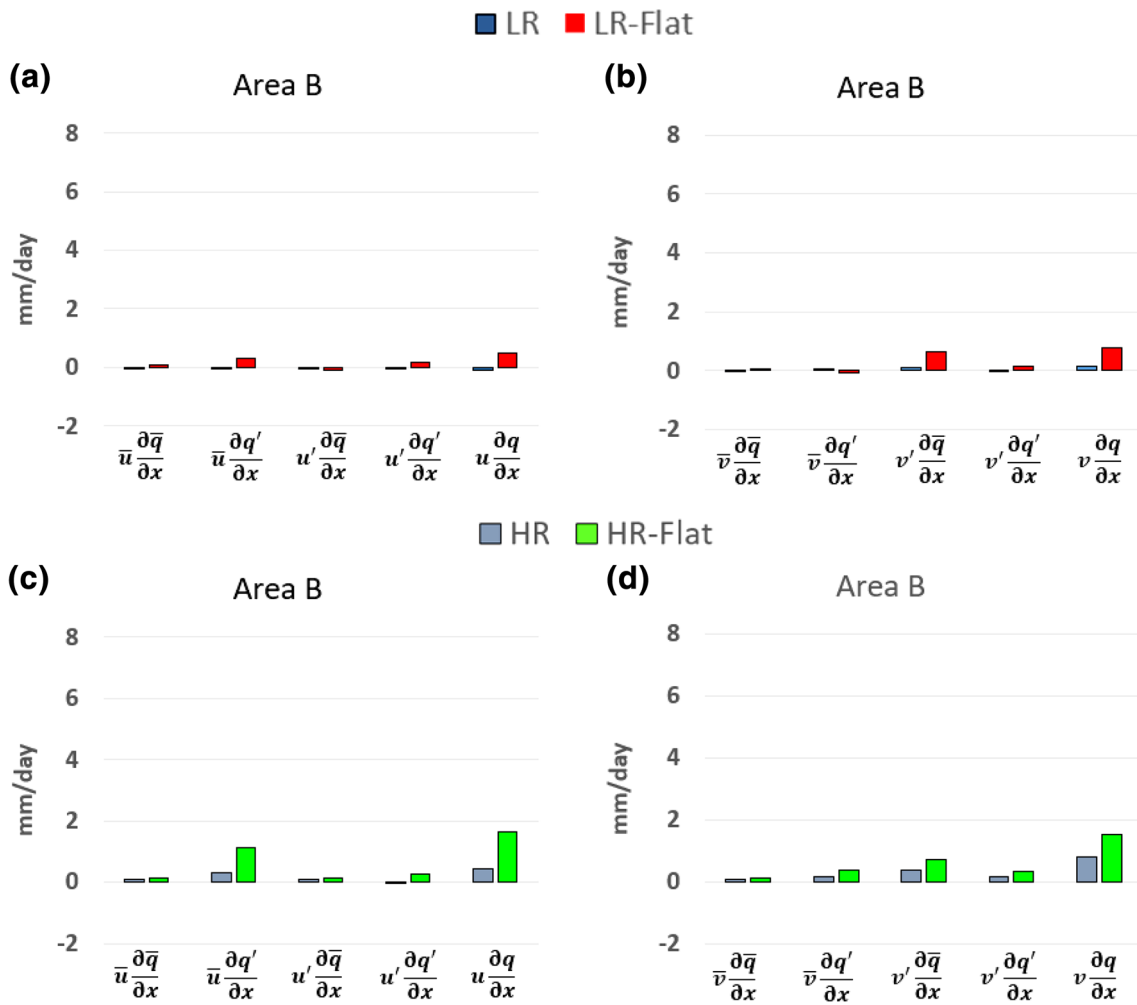 LR LR-Flat
(a) (b)
Area B Area B
8 8
6 6
4 4
2 2
0 0
-2 -2
mm/day mm/day
u̅ ∂q̅/∂x u̅ ∂q′/∂x u′ ∂q̅/∂x u′ ∂q′/∂x u ∂q/∂x v̅ ∂q̅/∂x v̅ ∂q′/∂x v′ ∂q̅/∂x v′ ∂q′/∂x v ∂q/∂x
HR HR-Flat
(c) (d)
Area B Area B
8 8
6 6
4 4
2 2
0 0
-2 -2
mm/day mm/day
u̅ ∂q̅/∂x u̅ ∂q′/∂x u′ ∂q̅/∂x u′ ∂q′/∂x u ∂q/∂x v̅ ∂q̅/∂x v̅ ∂q′/∂x v′ ∂q̅/∂x v′ ∂q′/∂x v ∂q/∂x